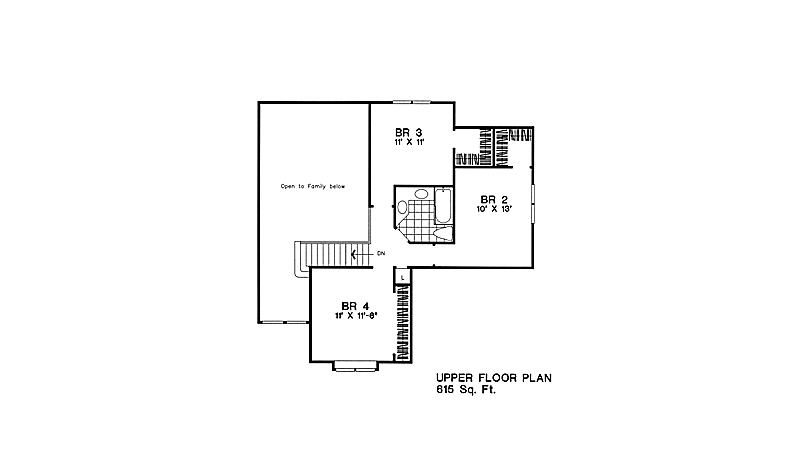 BR 3
11' X 11'
Open to Family below
BR 2
10' X 13'
DN
L
BR 4
11' X 11'-6"
UPPER FLOOR PLAN
615 Sq. Ft.